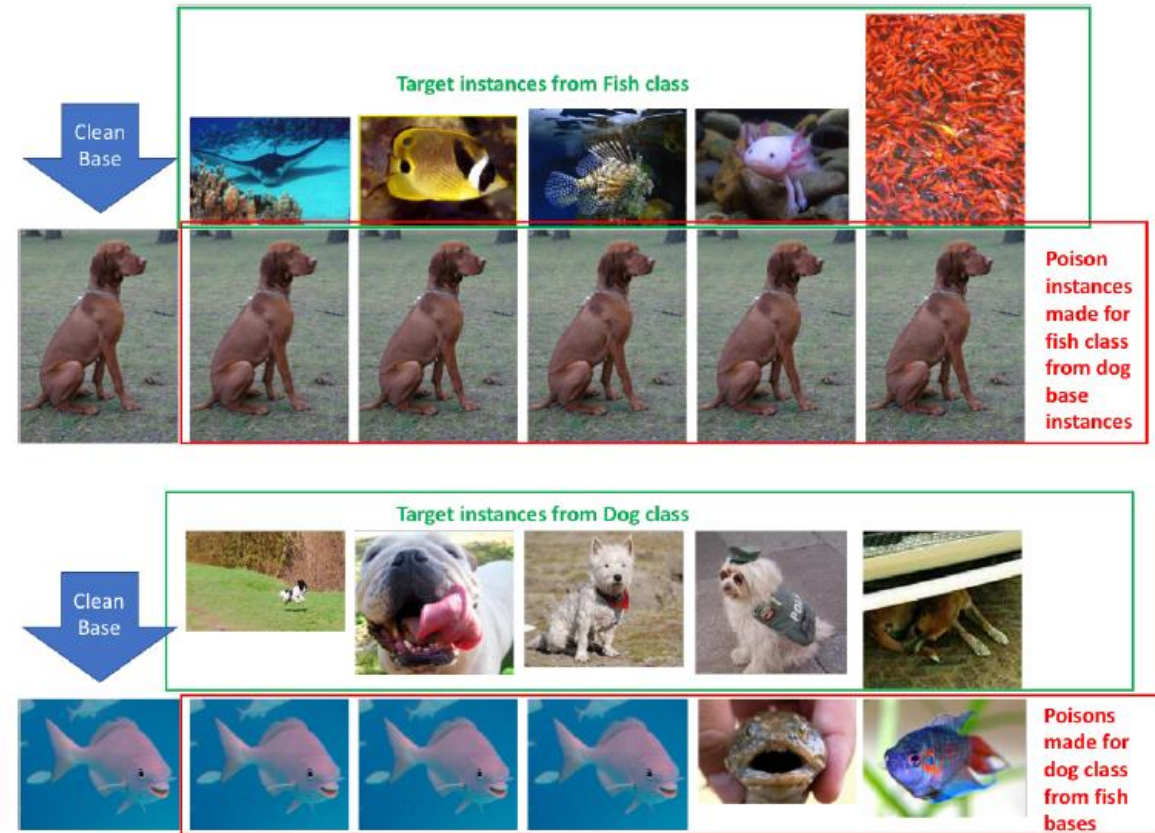 Target instances from Fish class
Clean
Base
Poison
instances
made for
fish class
from dog
base
instances
Target instances from Dog class
Clean
Base
POLI
Poisons
made for
dog class
from fish
bases